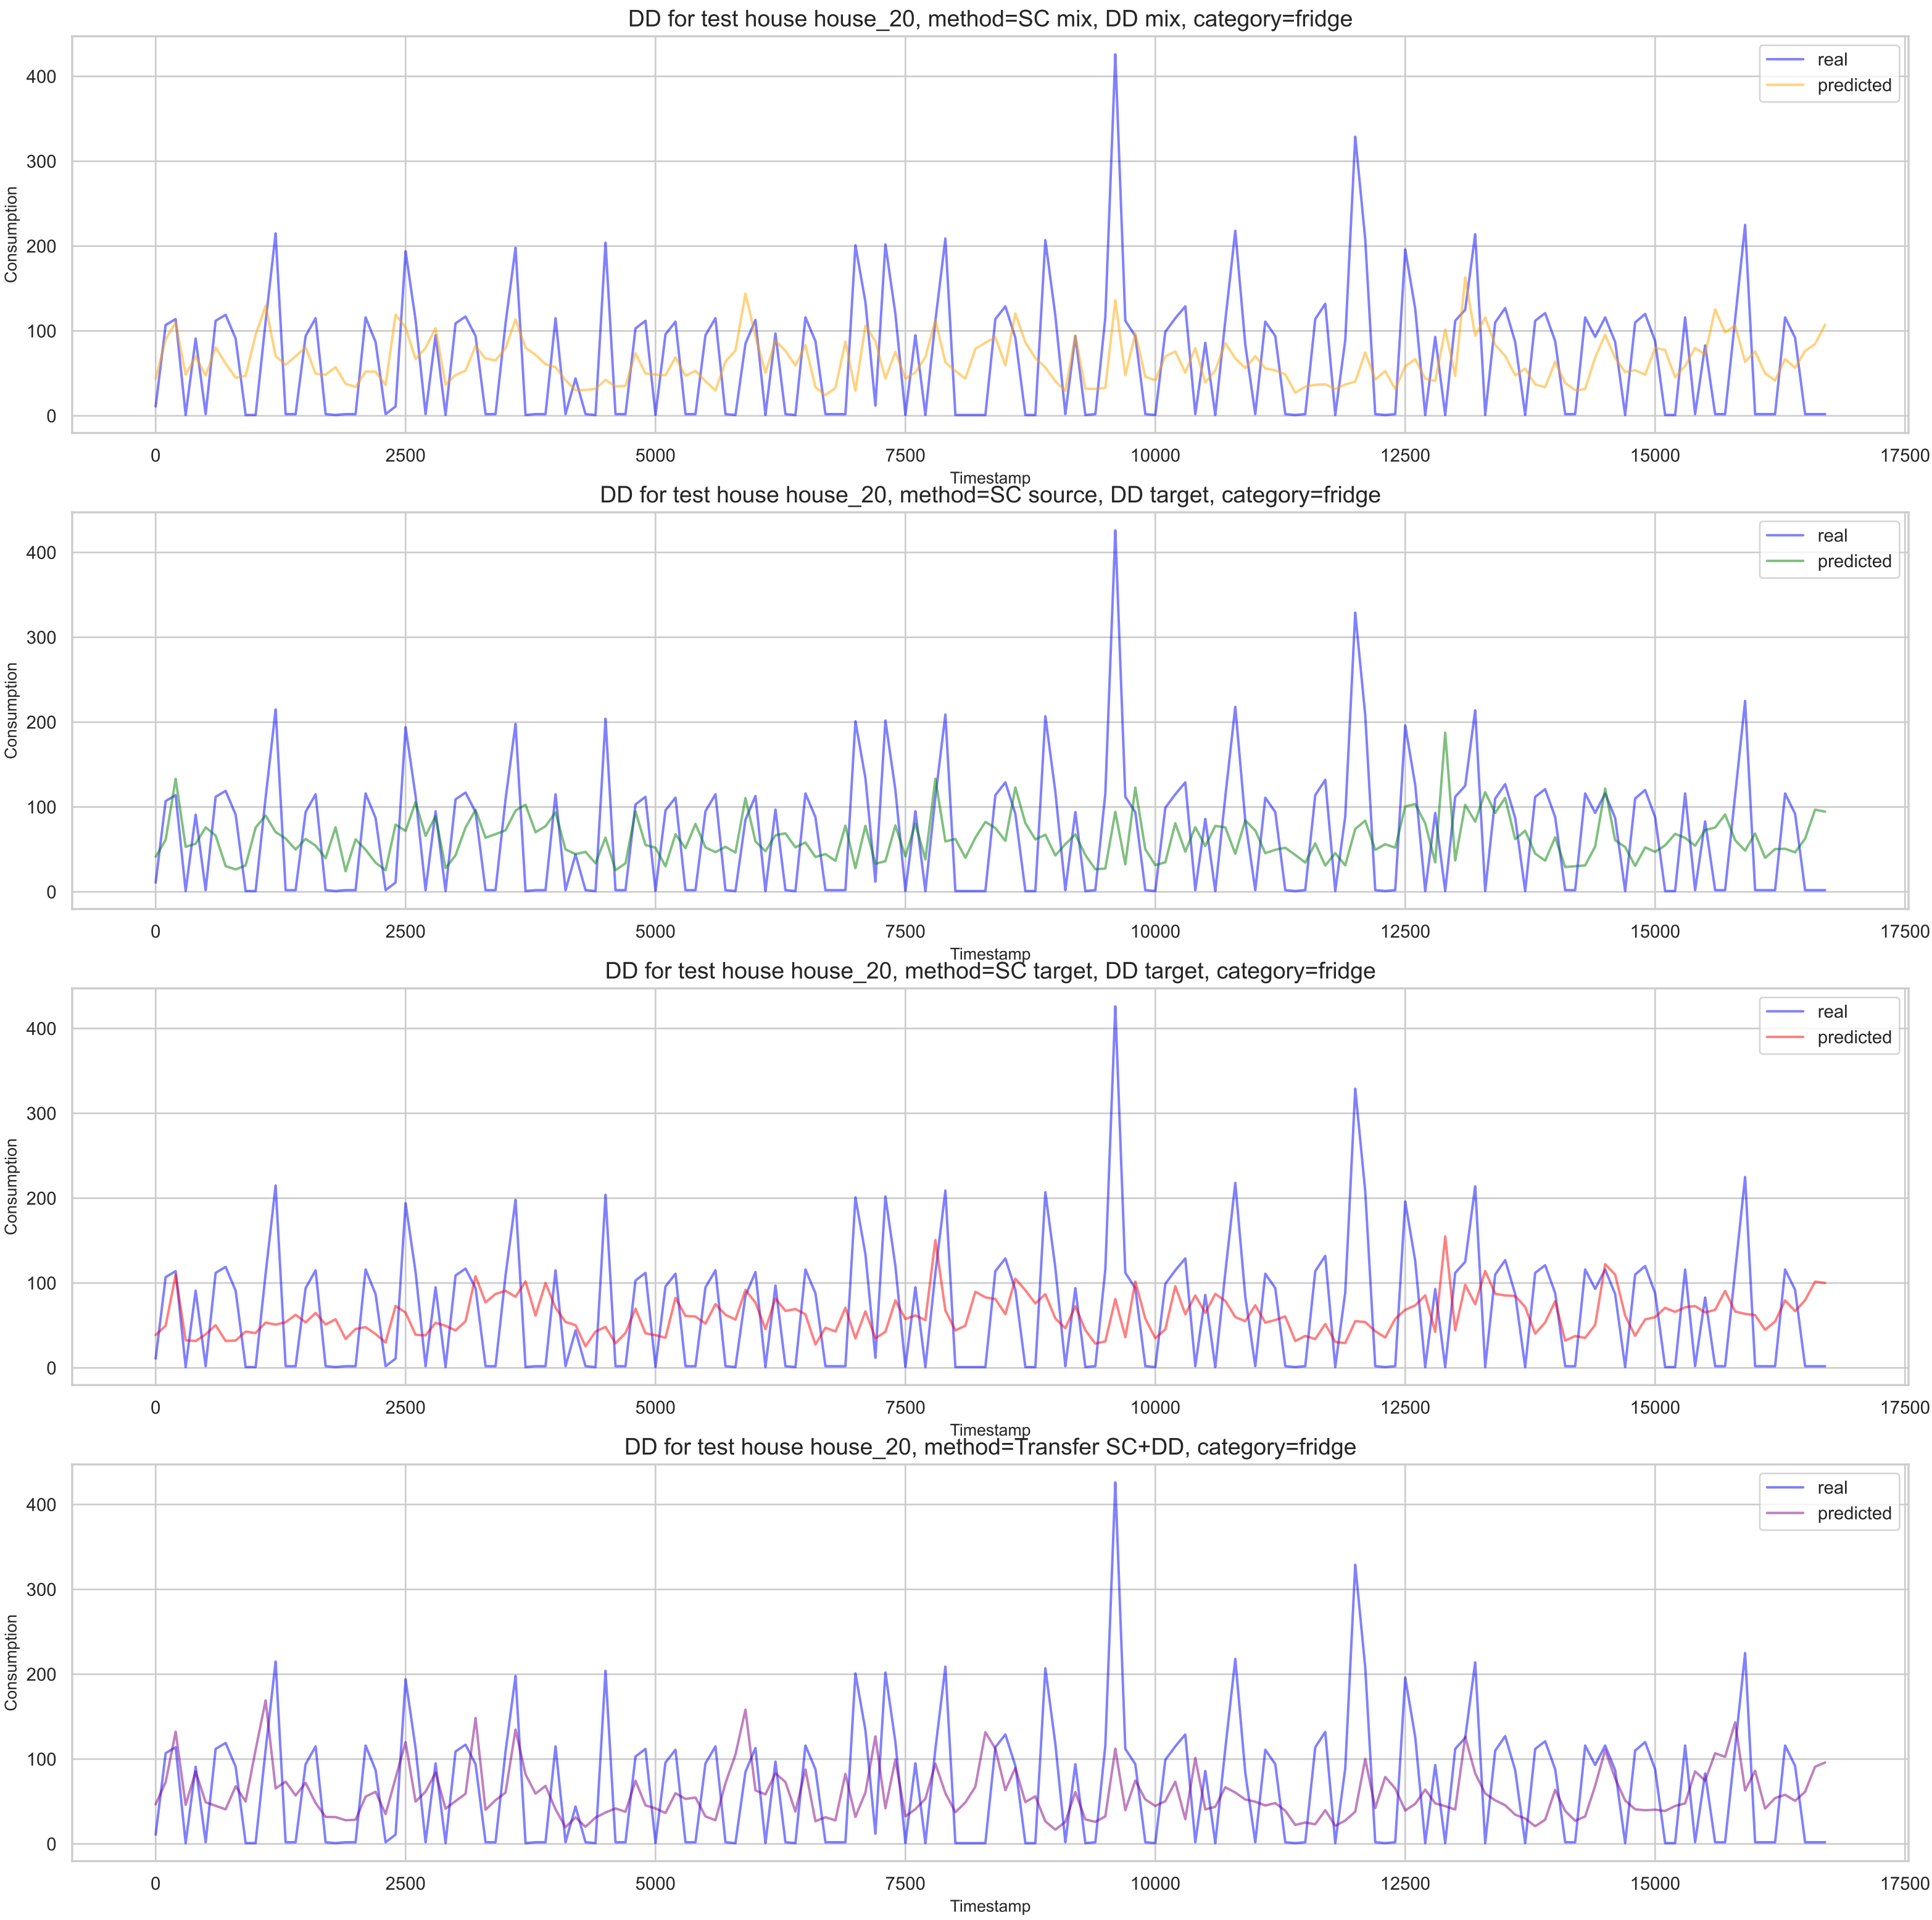 DD for test house house_20, method=SC mix, DD mix, category=fridge
real
predicted
Consumption
400
300
200
100
0
0 2500 5000 7500 10000 12500 15000 17500
Timestamp
DD for test house house_20, method=SC source, DD target, category=fridge
real
predicted
Consumption
400
300
200
100
0
0 2500 5000 7500 10000 12500 15000 17500
Timestamp
DD for test house house_20, method=SC target, DD target, category=fridge
real
predicted
Consumption
400
300
200
100
0
0 2500 5000 7500 10000 12500 15000 17500
Timestamp
DD for test house house_20, method=Transfer SC+DD, category=fridge
real
predicted
Consumption
400
300
200
100
0
0 2500 5000 7500 10000 12500 15000 17500
Timestamp